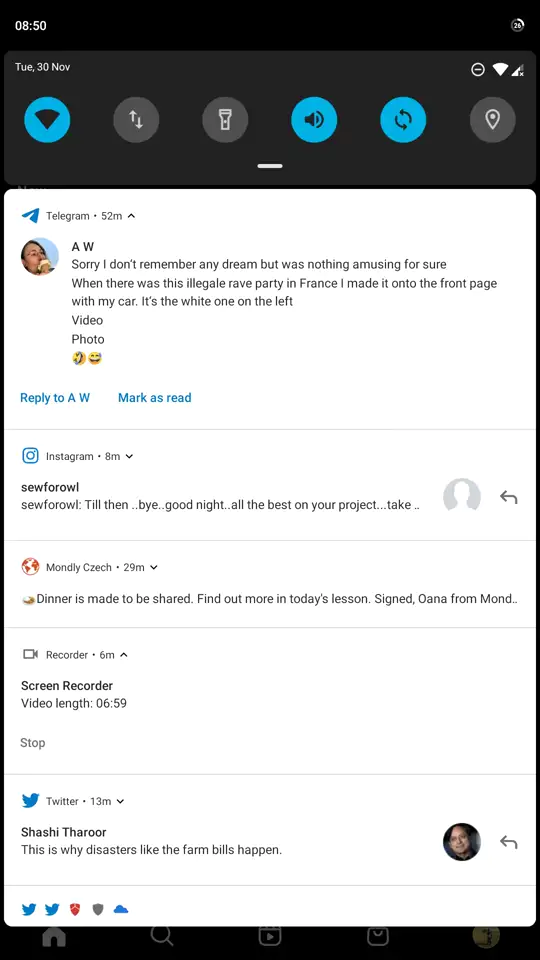 08:50
26
Tue, 30 Nov
Telegram • 52m
A W
Sorry I don't remember any dream but was nothing amusing for sure
When there was this illegale rave party in France I made it onto the front page
with my car. It's the white one on the left
Video
Photo
🤣😅
Reply to A W Mark as read
Instagram • 8m
sewforowl
sewforowl: Till then ..bye..good night..all the best on your project...take ..
Mondly Czech • 29m
🍛Dinner is made to be shared. Find out more in today's lesson. Signed, Oana from Mond..
Recorder • 6m
Screen Recorder
Video length: 06:59
Stop
Twitter • 13m
Shashi Tharoor
This is why disasters like the farm bills happen.